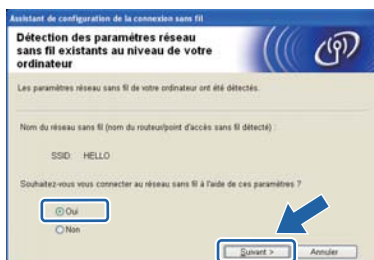 Assistant de configuration de la connexion sans fil
Détection des paramètres réseau
sans fil existants au niveau de votre
ordinateur
Les paramètres réseau sans fil de votre ordinateur ont été détectés.
Nom du réseau sans fil (nom du routeur/point d'accès sans fil détecté) :
SSID: HELLO
Souhaitez-vous vous connecter au réseau sans fil à l'aide de ces paramètres ?
Oui
Non
Suivant >
Annuler